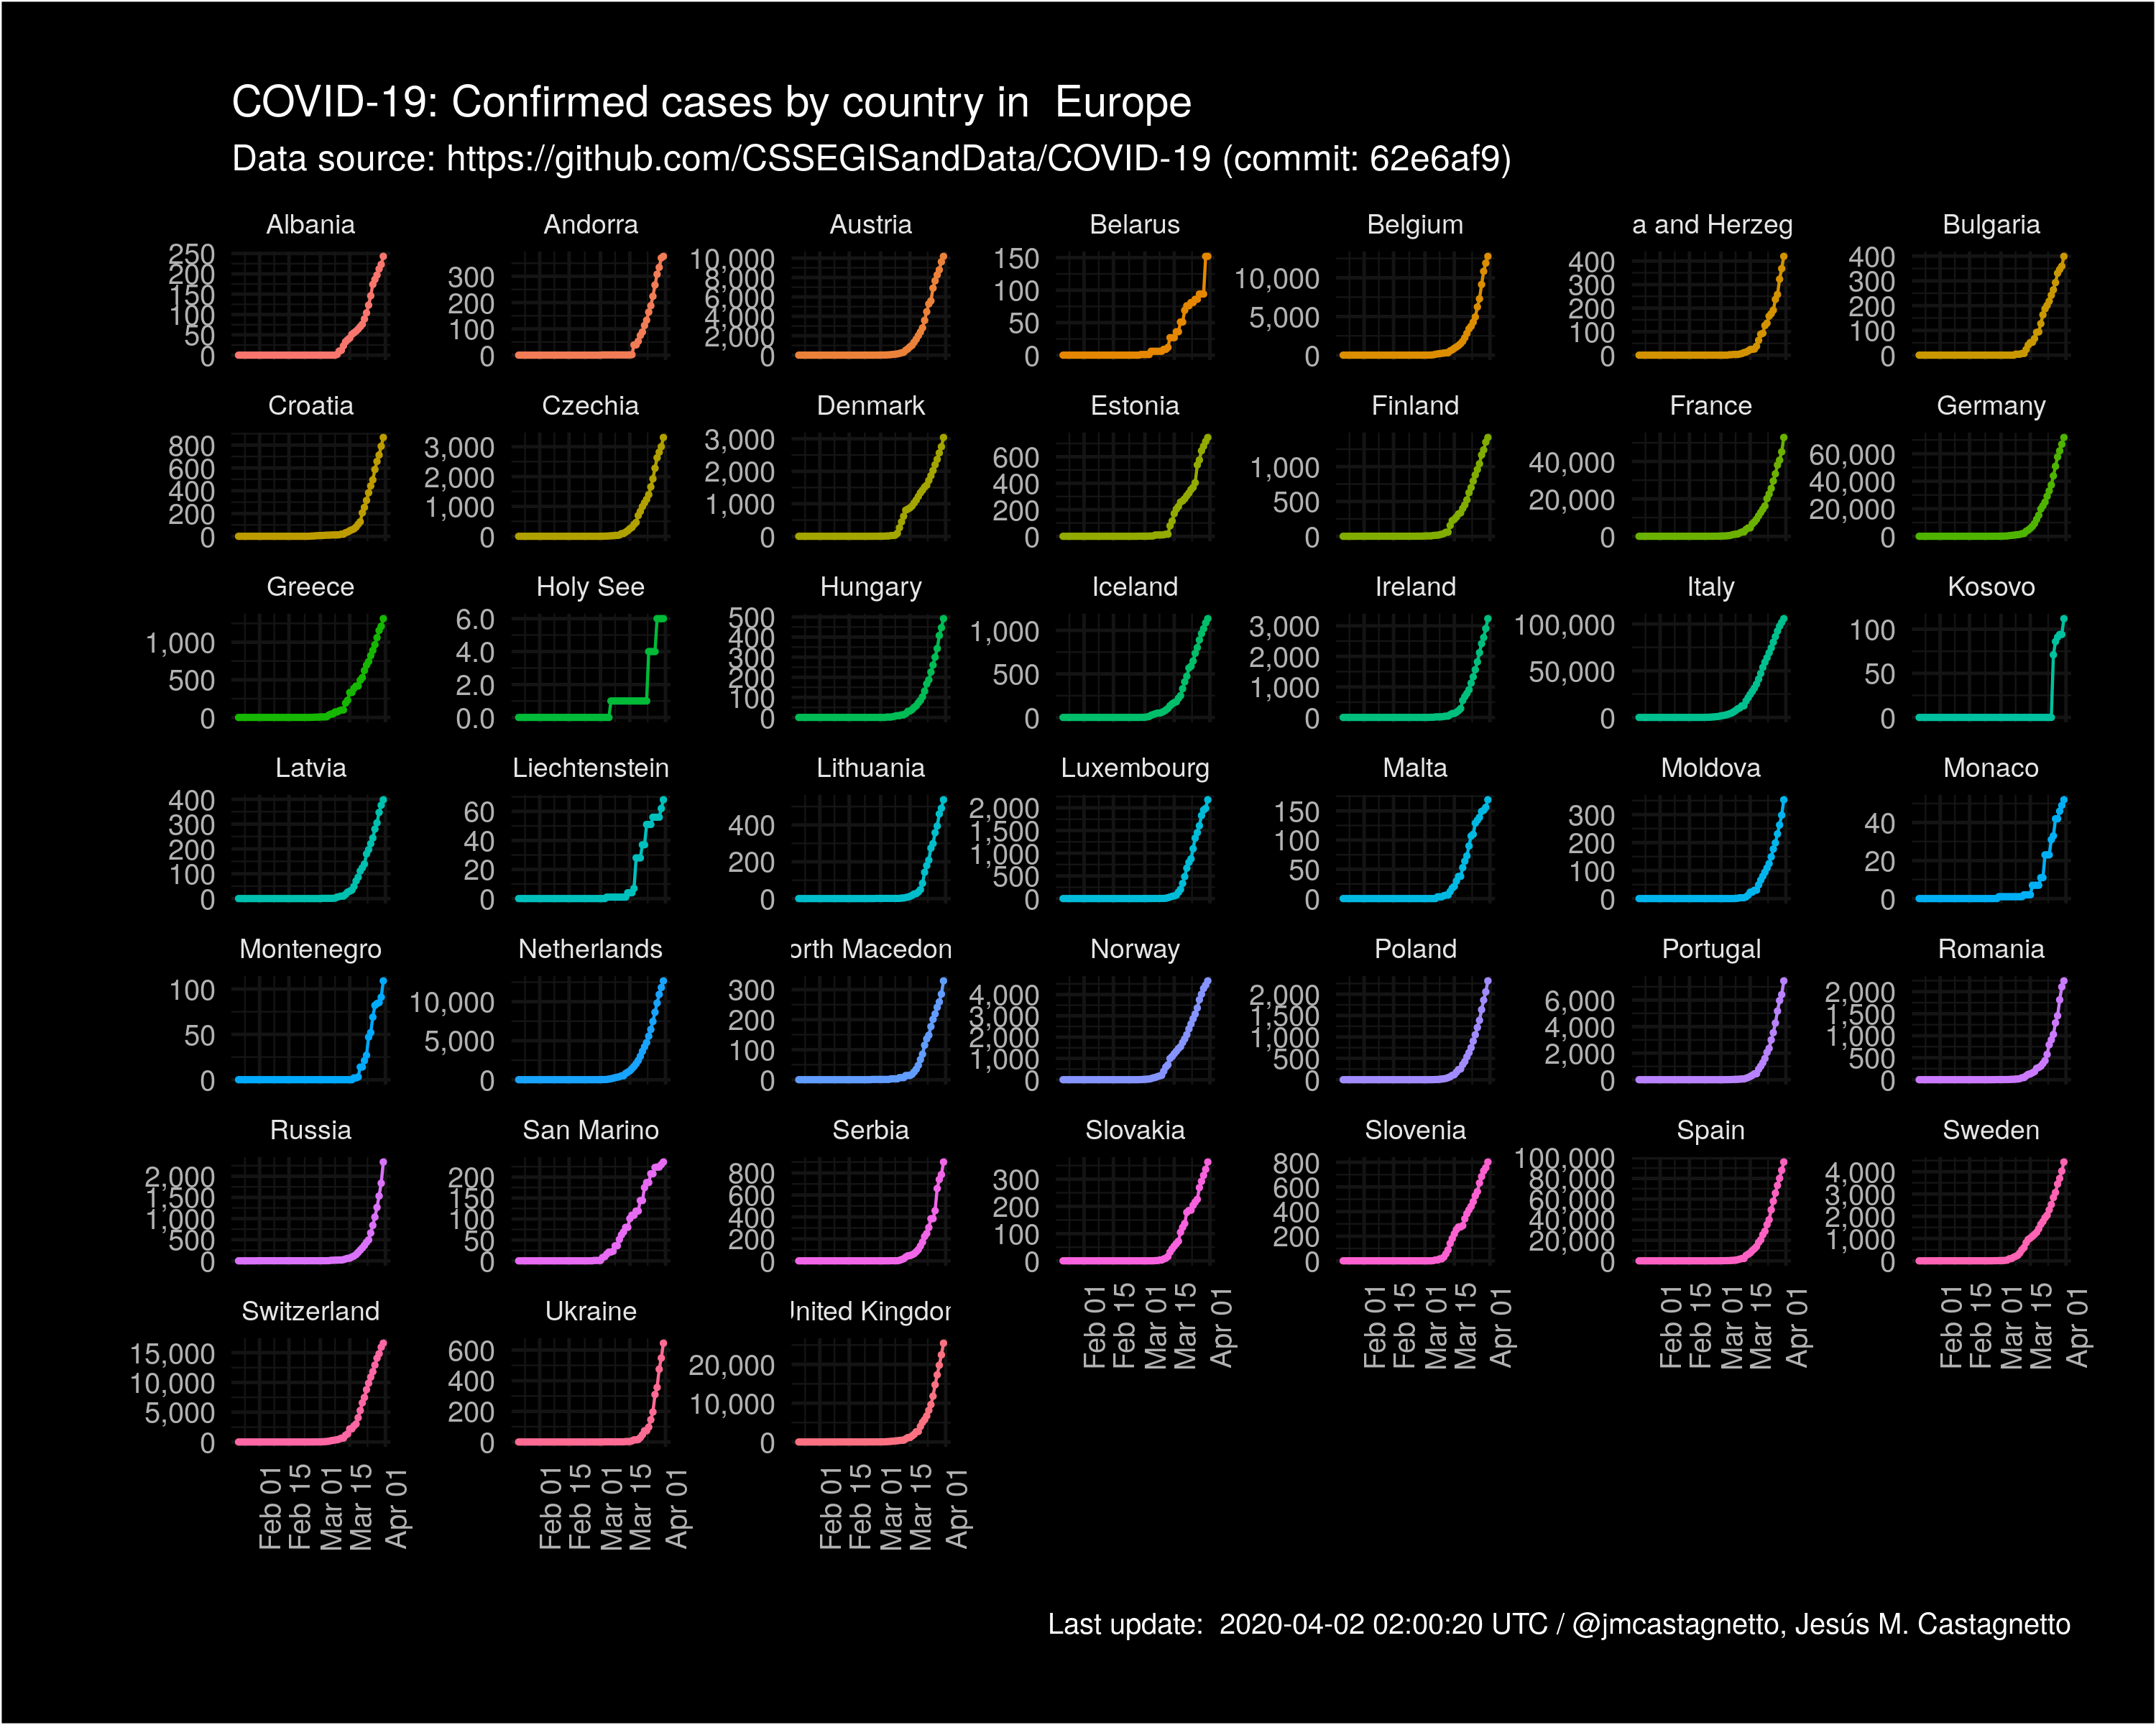 COVID-19: Confirmed cases by country in  Europe
Data source: https://github.com/CSSEGISandData/COVID-19 (commit: 62e6af9)
Albania
250
200
150
100
50
0
Andorra
300
200
100
0
Austria
10,000
8,000
6,000
4,000
2,000
0
Belarus
150
100
50
0
Belgium
10,000
5,000
0
a and Herzeg
400
300
200
100
0
Bulgaria
400
300
200
100
0
Croatia
800
600
400
200
0
Czechia
3,000
2,000
1,000
0
Denmark
3,000
2,000
1,000
0
Estonia
600
400
200
0
Finland
1,000
500
0
France
40,000
20,000
0
Germany
60,000
40,000
20,000
0
Greece
1,000
500
0
Holy See
6.0
4.0
2.0
0.0
Hungary
500
400
300
200
100
0
Iceland
1,000
500
0
Ireland
3,000
2,000
1,000
0
Italy
100,000
50,000
0
Kosovo
100
50
0
Latvia
400
300
200
100
0
Liechtenstein
60
40
20
0
Lithuania
400
200
0
Luxembourg
2,000
1,500
1,000
500
0
Malta
150
100
50
0
Moldova
300
200
100
0
Monaco
40
20
0
Montenegro
100
50
0
Netherlands
10,000
5,000
0
orth Macedon
300
200
100
0
Norway
4,000
3,000
2,000
1,000
0
Poland
2,000
1,500
1,000
500
0
Portugal
6,000
4,000
2,000
0
Romania
2,000
1,500
1,000
500
0
Russia
2,000
1,500
1,000
500
0
San Marino
200
150
100
50
0
Serbia
800
600
400
200
0
Slovakia
300
200
100
0
Feb 01
Feb 15
Mar 01
Mar 15
Apr 01
Slovenia
800
600
400
200
0
Feb 01
Feb 15
Mar 01
Mar 15
Apr 01
Spain
100,000
80,000
60,000
40,000
20,000
0
Feb 01
Feb 15
Mar 01
Mar 15
Apr 01
Sweden
4,000
3,000
2,000
1,000
0
Feb 01
Feb 15
Mar 01
Mar 15
Apr 01
Switzerland
15,000
10,000
5,000
0
Feb 01
Feb 15
Mar 01
Mar 15
Apr 01
Ukraine
600
400
200
0
Feb 01
Feb 15
Mar 01
Mar 15
Apr 01
United Kingdom
20,000
10,000
0
Feb 01
Feb 15
Mar 01
Mar 15
Apr 01
Last update:  2020-04-02 02:00:20 UTC / @jmcastagnetto, Jesús M. Castagnetto